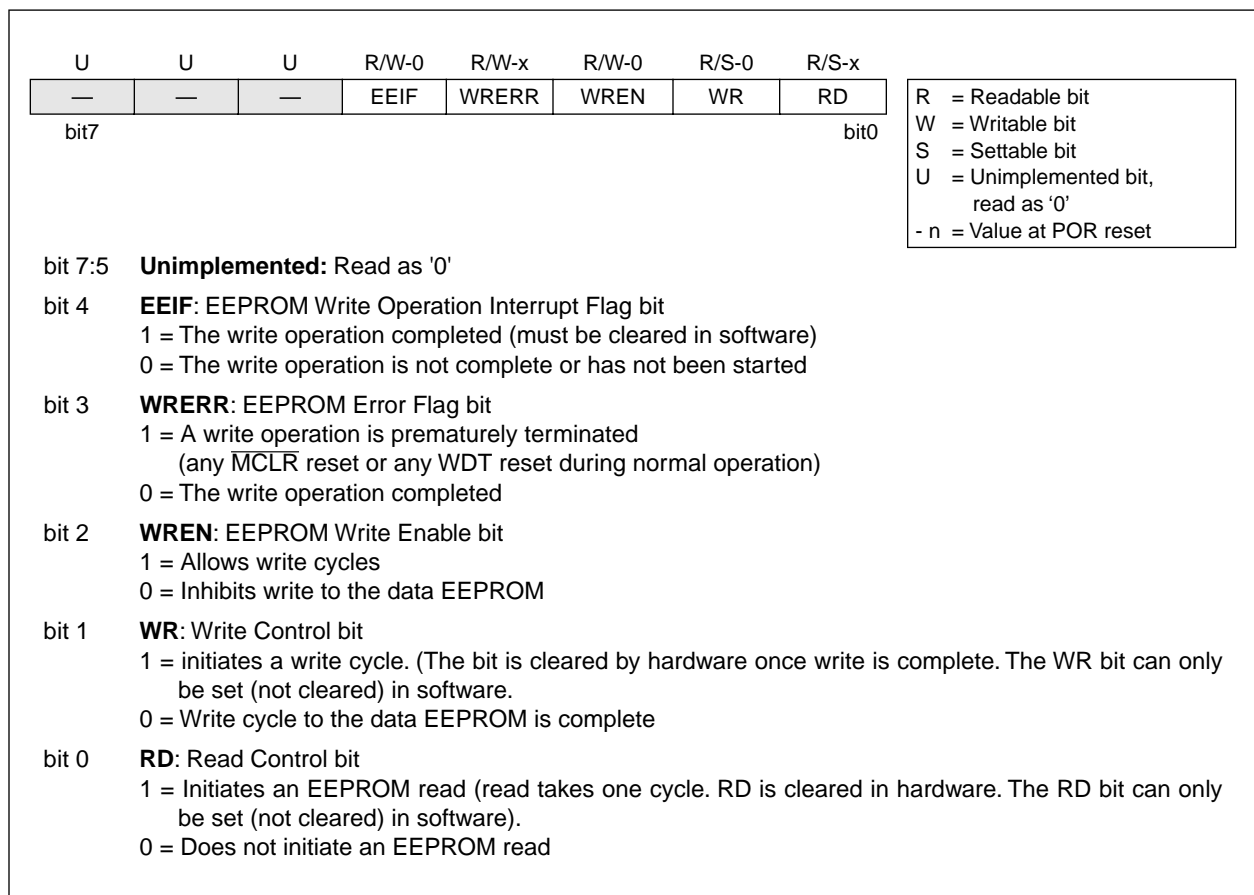 U U U R/W-0 R/W-x R/W-0 R/S-0 R/S-x
— — — EEIF WRERR WREN WR RD
bit7 bit0
R = Readable bit
W = Writable bit
S = Settable bit
U = Unimplemented bit,
read as ‘0’
- n = Value at POR reset
bit 7:5 Unimplemented: Read as '0'
bit 4 EEIF: EEPROM Write Operation Interrupt Flag bit
1 = The write operation completed (must be cleared in software)
0 = The write operation is not complete or has not been started
bit 3 WRERR: EEPROM Error Flag bit
1 = A write operation is prematurely terminated
(any MCLR reset or any WDT reset during normal operation)
0 = The write operation completed
bit 2 WREN: EEPROM Write Enable bit
1 = Allows write cycles
0 = Inhibits write to the data EEPROM
bit 1 WR: Write Control bit
1 = initiates a write cycle. (The bit is cleared by hardware once write is complete. The WR bit can only
be set (not cleared) in software.
0 = Write cycle to the data EEPROM is complete
bit 0 RD: Read Control bit
1 = Initiates an EEPROM read (read takes one cycle. RD is cleared in hardware. The RD bit can only
be set (not cleared) in software).
0 = Does not initiate an EEPROM read